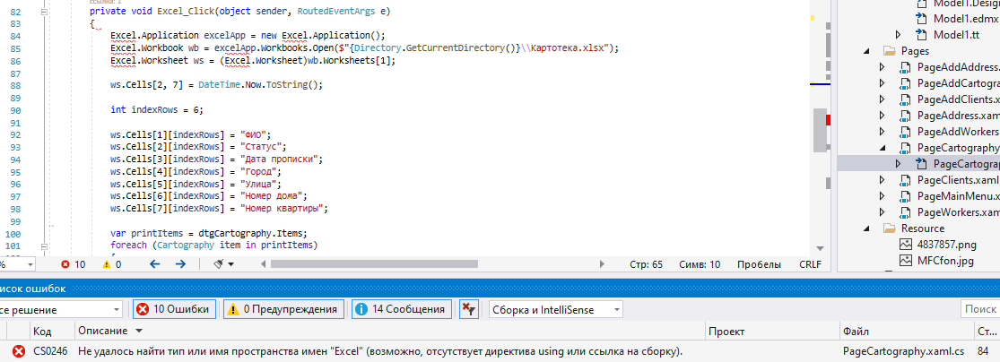 ссылка: 1
82 private void Excel_Click(object sender, RoutedEventArgs e)
83 {
84 Excel.Application excelApp = new Excel.Application();
85 Excel.Workbook wb = excelApp.Workbooks.Open($"{Directory.GetCurrentDirectory()}\\Картотека.xlsx");
86 Excel.Worksheet ws = (Excel.Worksheet)wb.Worksheets[1];
87
88 ws.Cells[2, 7] = DateTime.Now.ToString();
89
90 int indexRows = 6;
91
92 ws.Cells[1][indexRows] = "ФИО";
93 ws.Cells[2][indexRows] = "Статус";
94 ws.Cells[3][indexRows] = "Дата прописки";
95 ws.Cells[4][indexRows] = "Город";
96 ws.Cells[5][indexRows] = "Улица";
97 ws.Cells[6][indexRows] = "Номер дома";
98 ws.Cells[7][indexRows] = "Номер квартиры";
99
100 var printItems = dtgCartography.Items;
101 foreach (Cartography item in printItems)
{
% 10 0 Стр: 65 Симв: 10 Пробелы CRLF
Model1.Design
Model1.edmx
Model1.tt
Pages
PageAddAddress.
PageAddCartogra
PageAddClients.x
PageAddress.xam
PageAddWorkers
PageCartography
PageCartogra
PageClients.xaml
PageMainMenu.x
PageWorkers.xam
Resource
4837857.png
MFCfon.jpg
исок ошибок
се решение 10 Ошибки 0 Предупреждения 14 Сообщения Сборка и IntelliSense Поиск
Код Описание Проект Файл Ст...
CS0246 Не удалось найти тип или имя пространства имен "Excel" (возможно, отсутствует директива using или ссылка на сборку). PageCartography.xaml.cs 84